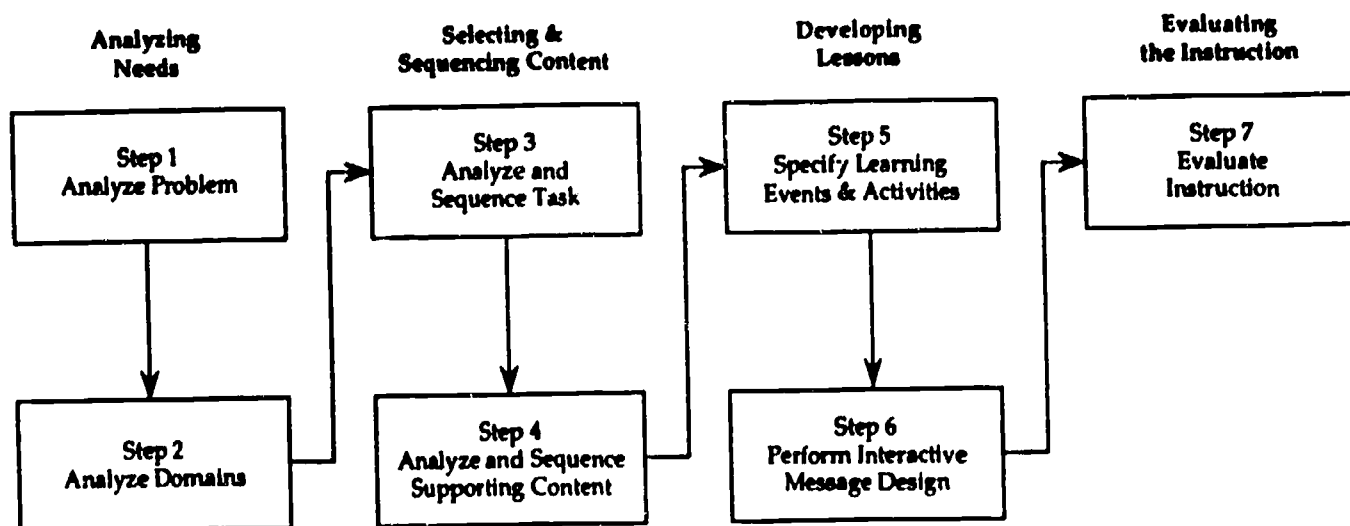 Analyzing
Needs
Selecting &
Sequencing Content
Developing
Lessons
Evaluating
the Instruction
Step 1
Analyze Problem
Step 3
Analyze and
Sequence Task
Step 5
Specify Learning
Events & Activities
Step 7
Evaluate
Instruction
Step 2
Analyze Domains
Step 4
Analyze and Sequence
Supporting Content
Step 6
Perform Interactive
Message Design